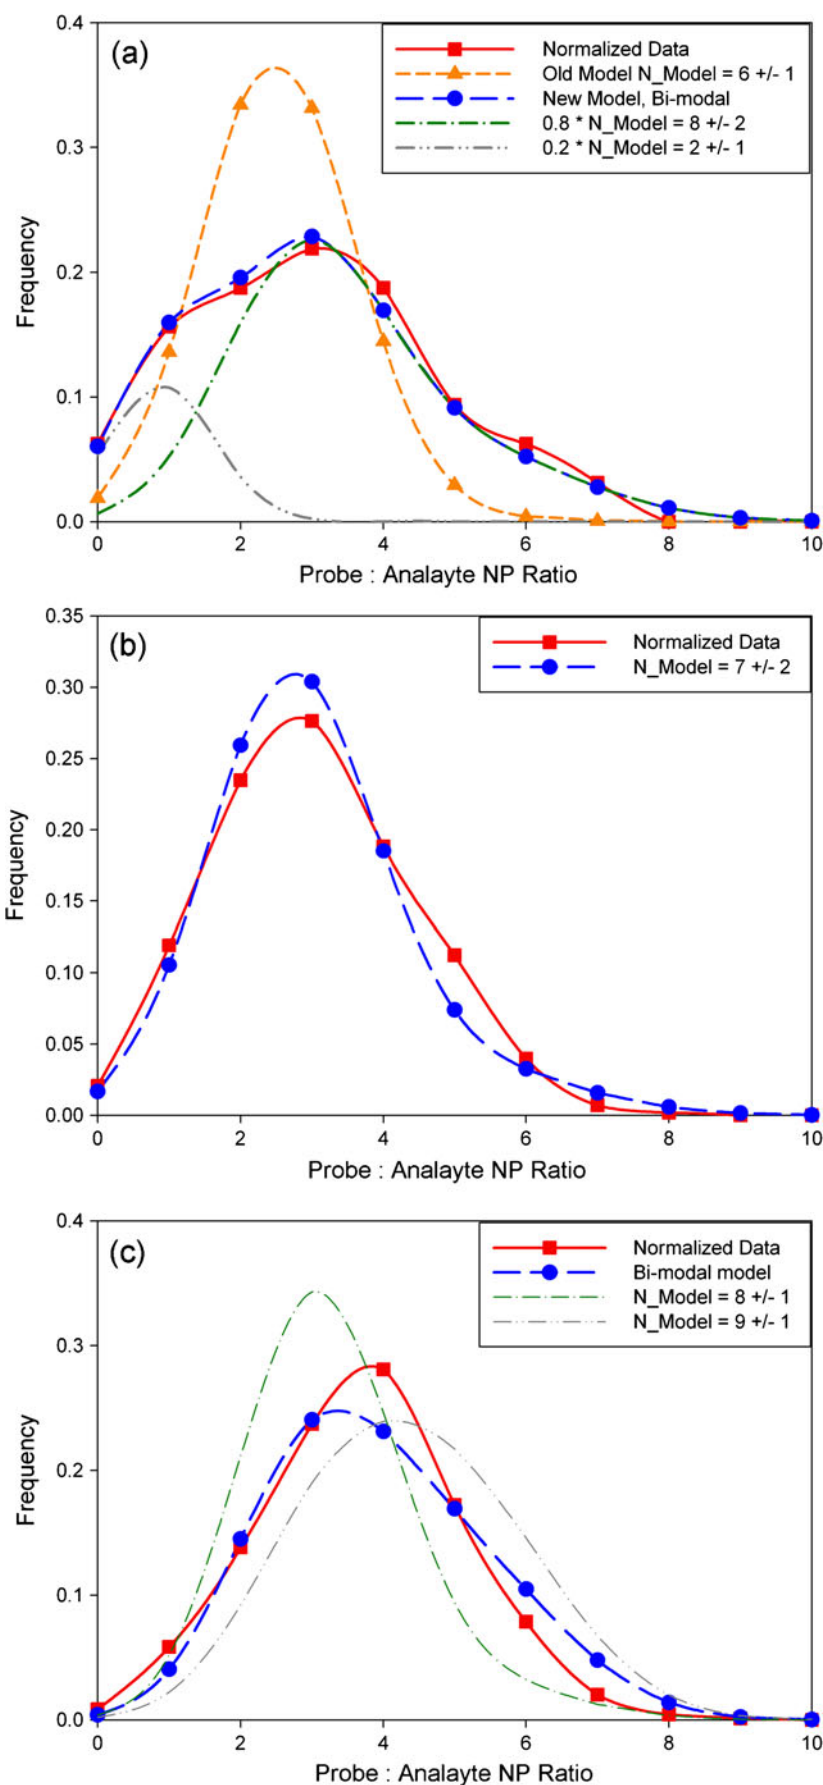 (a)
Normalized Data
Old Model N_Model = 6 +/- 1
New Model, Bi-modal
0.8 * N_Model = 8 +/- 2
0.2 * N_Model = 2 +/- 1
0.4
0.3
0.2
0.1
0.0
Frequency
0 2 4 6 8 10
Probe : Analayte NP Ratio
(b)
Normalized Data
N_Model = 7 +/- 2
0.35
0.30
0.25
0.20
0.15
0.10
0.05
0.00
Frequency
0 2 4 6 8 10
Probe : Analayte NP Ratio
(c)
Normalized Data
Bi-modal model
N_Model = 8 +/- 1
N_Model = 9 +/- 1
0.4
0.3
0.2
0.1
0.0
Frequency
0 2 4 6 8 10
Probe : Analayte NP Ratio